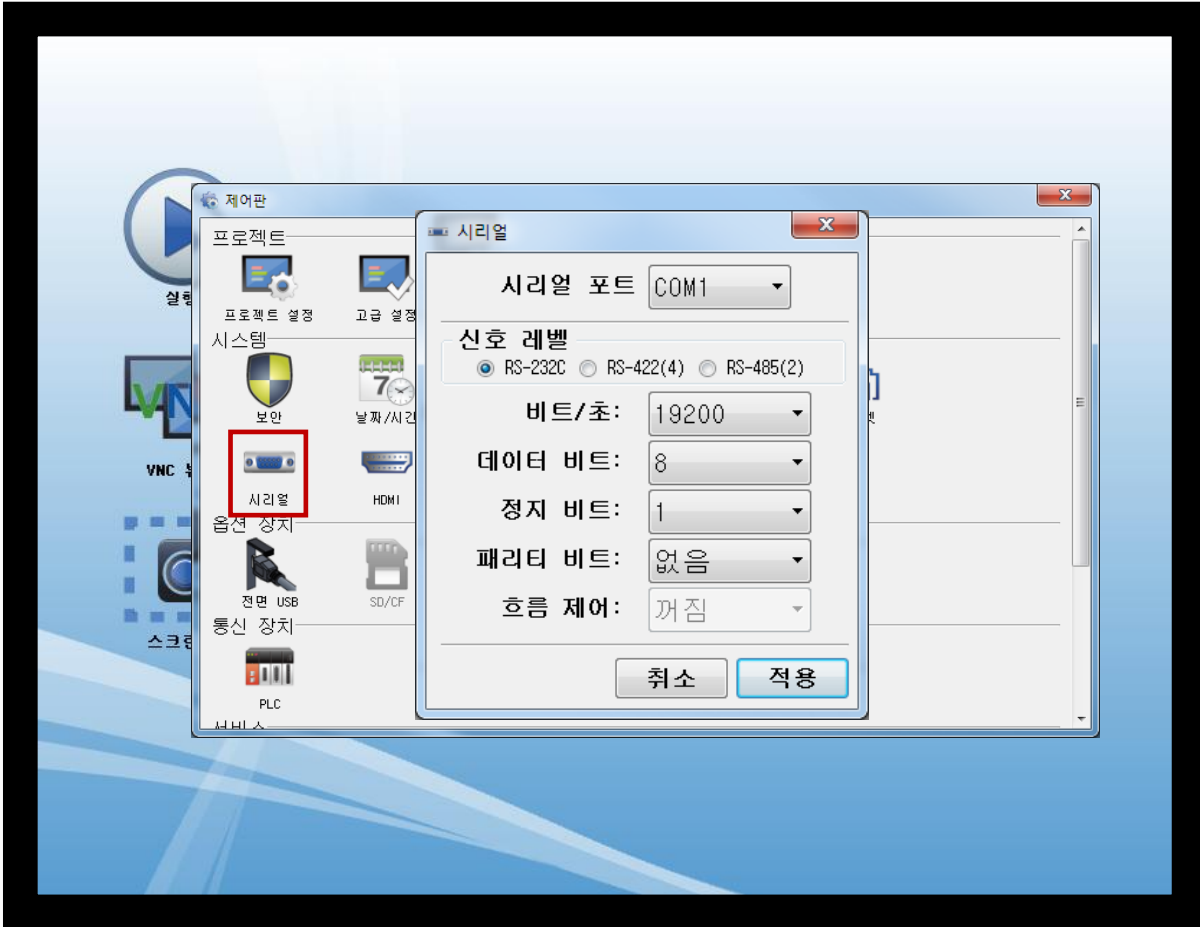 제어판
프로젝트
프로젝트 설정
고급 설정
시스템
보안
날짜/시간
시리얼
HDMI
옵션 장치
전면 USB
SD/CF
통신 장치
PLC
서비스
VNC
7
시리얼
시리얼 포트 COM1
신호 레벨
RS-232C RS-422(4) RS-485(2)
비트/초: 19200
데이터 비트: 8
정지 비트: 1
패리티 비트: 없음
흐름 제어: 꺼짐
취소 적용